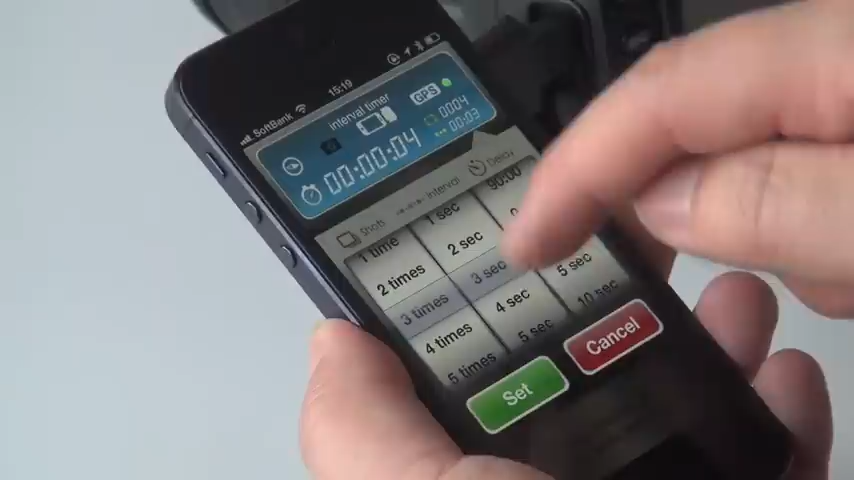 SoftBank
15:19
interval timer
GPS
00:00:04
0004
00:03
Shots
Interval
Delay
1 time
1 sec
90:00
2 times
2 sec
3 times
3 sec
4 times
4 sec
5 sec
5 times
5 sec
10 sec
Set
Cancel